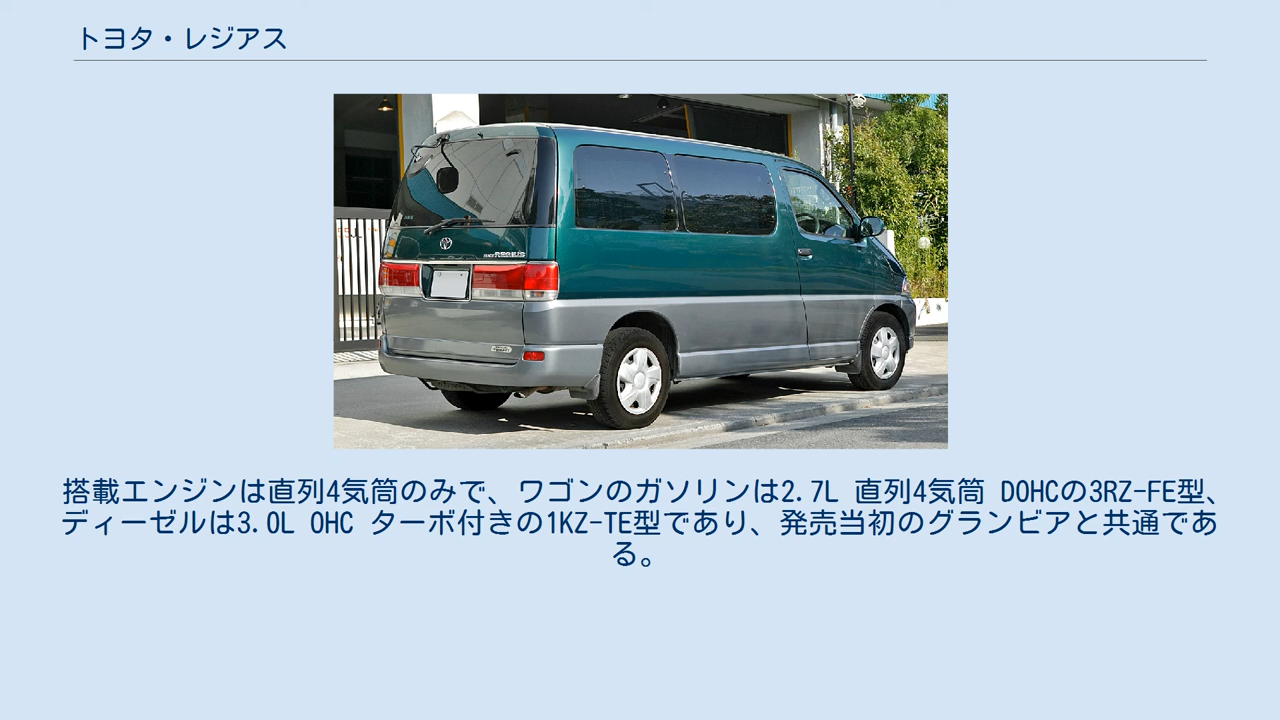 トヨタ・レジアス
REGIUS
搭載エンジンは直列4気筒のみで、ワゴンのガソリンは2.7L 直列4気筒 DOHCの3RZ-FE型、
ディーゼルは3.0L OHC ターボ付きの1KZ-TE型であり、発売当初のグランビアと共通であ
る。